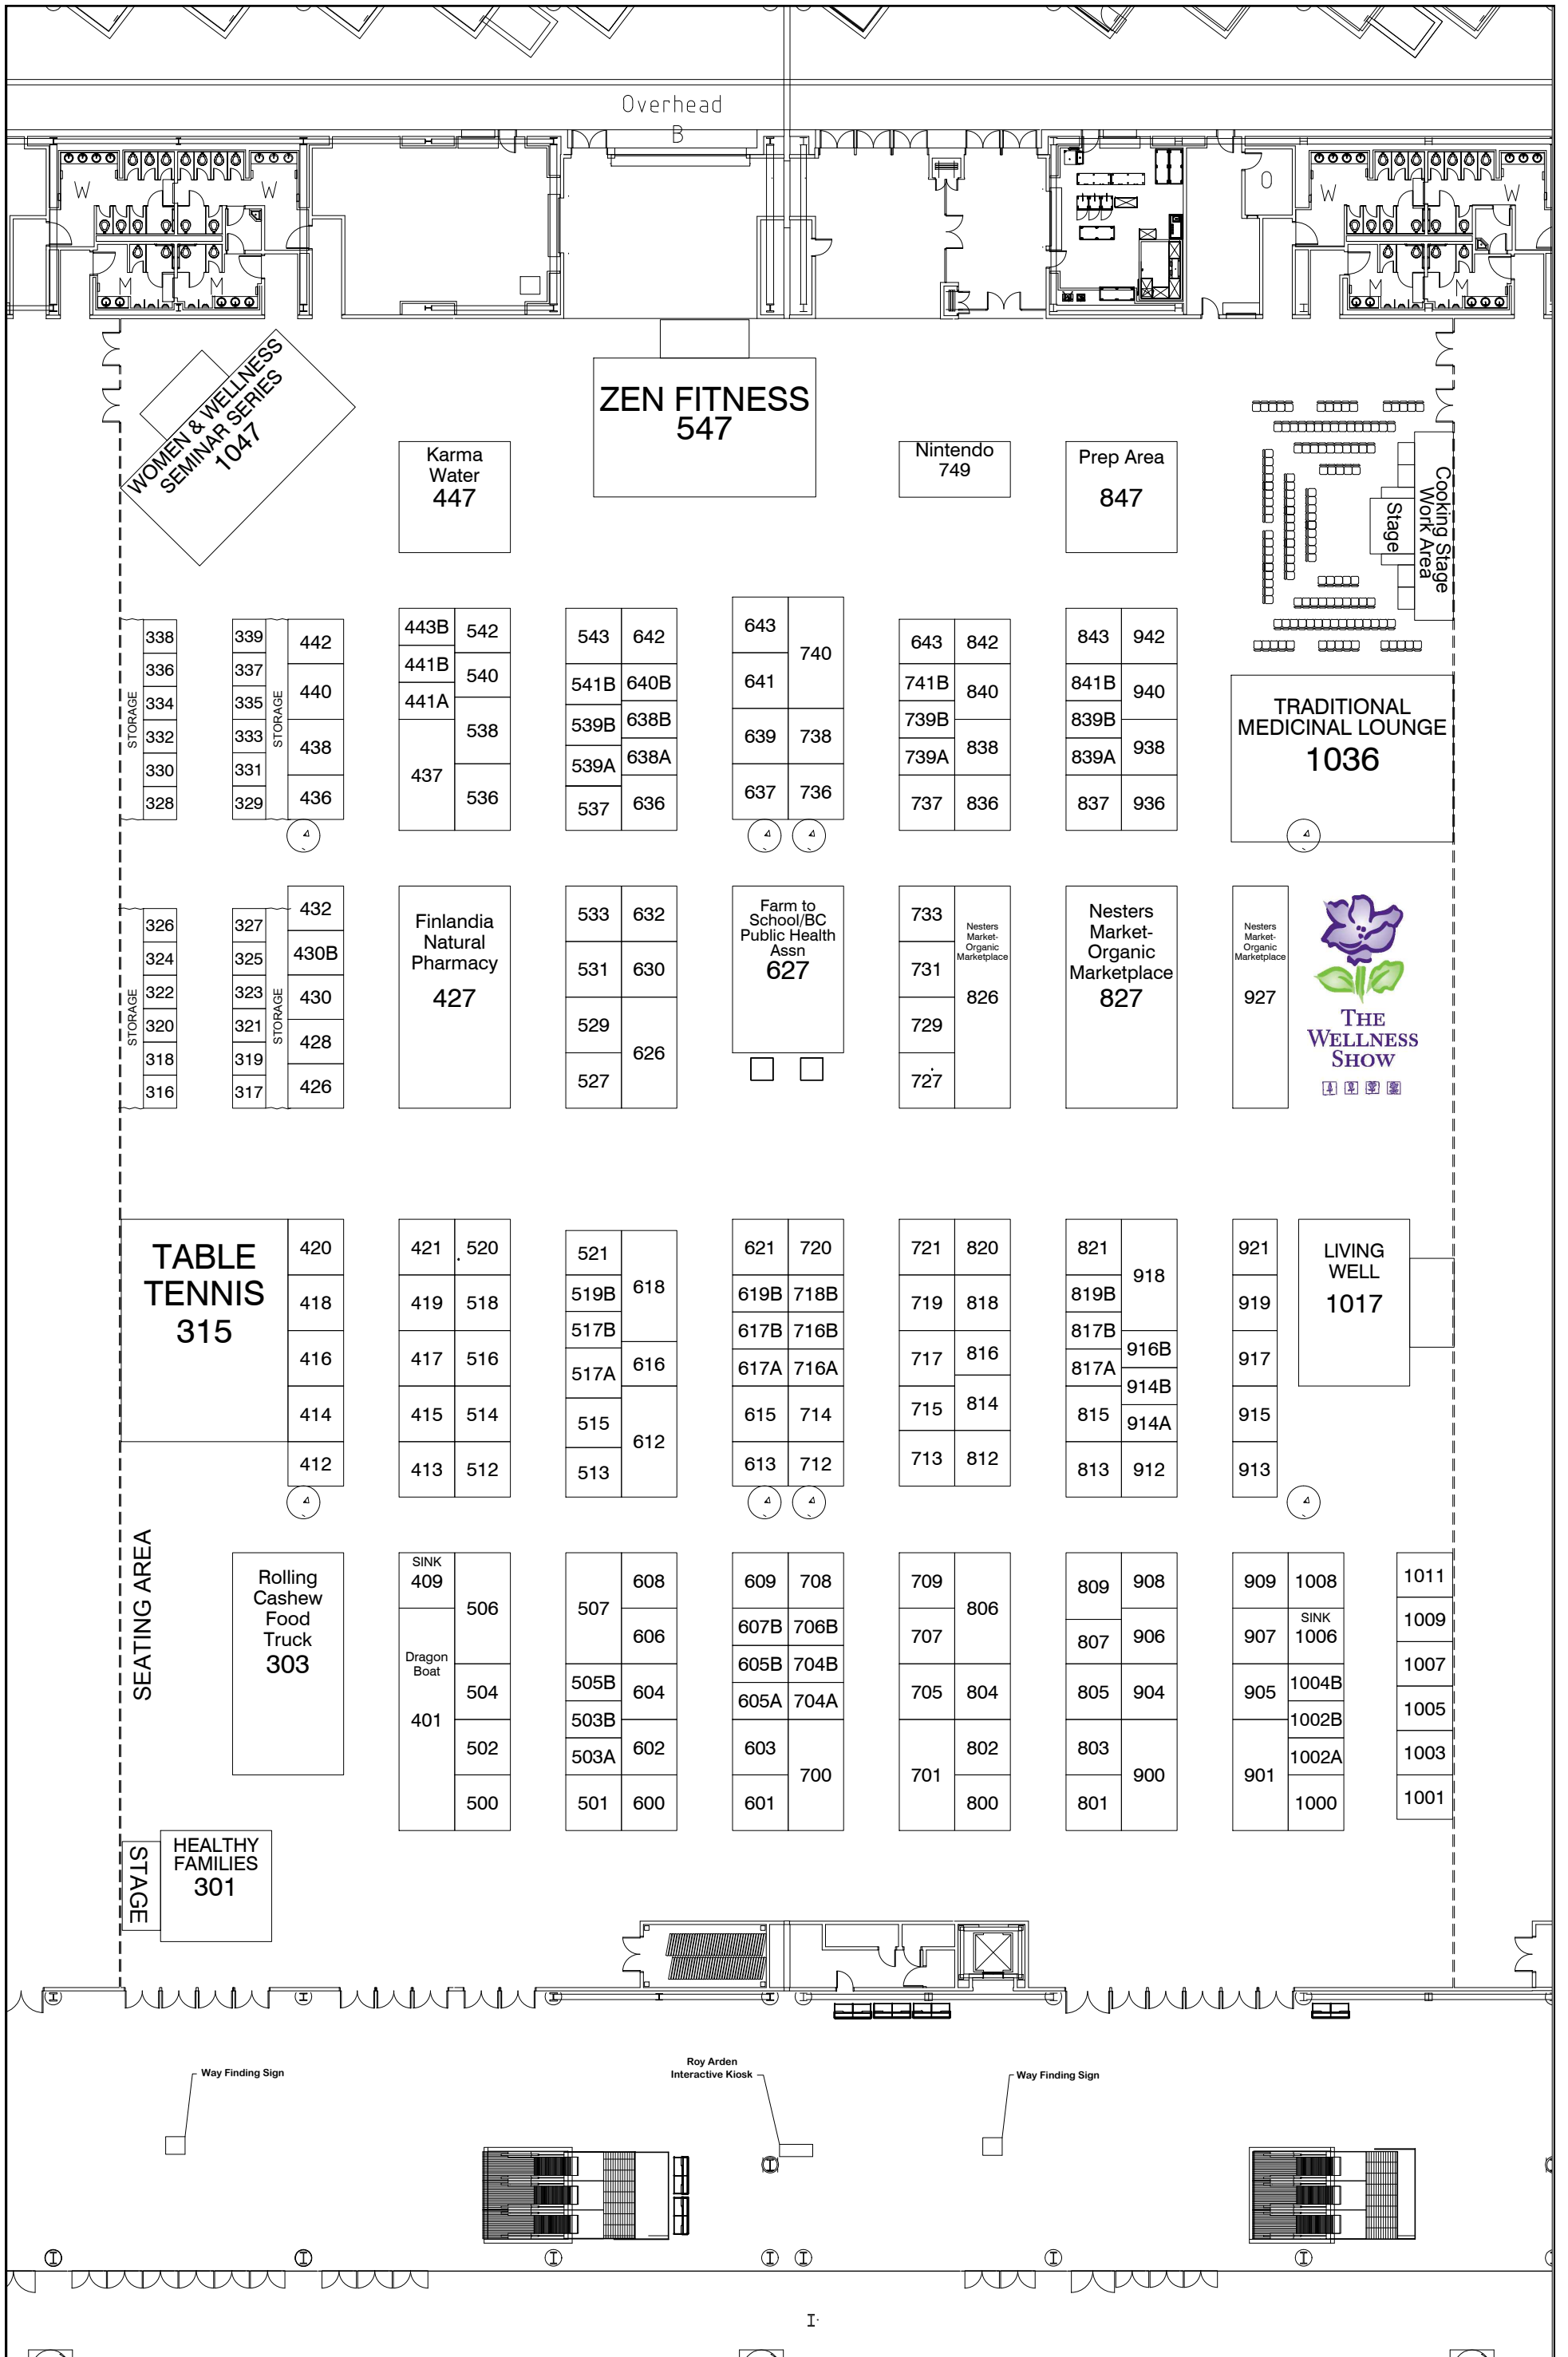 Overhead
B
W
W
M
M
O
W
W
M
M
WOMEN & WELLNESS
SEMINAR SERIES
1047
ZEN FITNESS
547
Karma
Water
447
Nintendo
749
Prep Area
847
Cooking Stage
Work Area
Stage
STORAGE
338
336
334
332
330
328
339
337
335
333
331
329
STORAGE
442
440
438
436
443B
441B
441A
437
542
540
538
536
543
541B
539B
539A
537
642
640B
638B
638A
636
643
641
639
637
740
738
736
643
741B
739B
739A
737
842
840
838
836
843
841B
839B
839A
837
942
940
938
936
TRADITIONAL
MEDICINAL LOUNGE
1036
STORAGE
326
324
322
320
318
316
327
325
323
321
319
317
STORAGE
432
430B
430
428
426
Finlandia
Natural
Pharmacy
427
533
531
529
527
632
630
626
Farm to
School/BC
Public Health
Assn
627
733
731
729
727
Nesters
Market-
Organic
Marketplace
826
Nesters
Market-
Organic
Marketplace
827
Nesters
Market-
Organic
Marketplace
927
THE
WELLNESS
SHOW
TABLE
TENNIS
315
420
418
416
414
412
421
419
417
415
413
520
518
516
514
512
521
519B
517B
517A
515
513
618
616
612
621
619B
617B
617A
615
613
720
718B
716B
716A
714
712
721
719
717
715
713
820
818
816
814
812
821
819B
817B
817A
815
813
918
916B
914B
914A
912
921
919
917
915
913
LIVING
WELL
1017
SEATING AREA
Rolling
Cashew
Food
Truck
303
SINK
409
Dragon
Boat
401
506
504
502
500
507
505B
503B
503A
501
608
606
604
602
600
609
607B
605B
605A
603
601
708
706B
704B
704A
700
709
707
705
701
806
804
802
800
809
807
805
803
801
908
906
904
900
909
907
905
901
1008
SINK
1006
1004B
1002B
1002A
1000
1011
1009
1007
1005
1003
1001
STAGE
HEALTHY
FAMILIES
301
Way Finding Sign
Roy Arden
Interactive Kiosk
Way Finding Sign